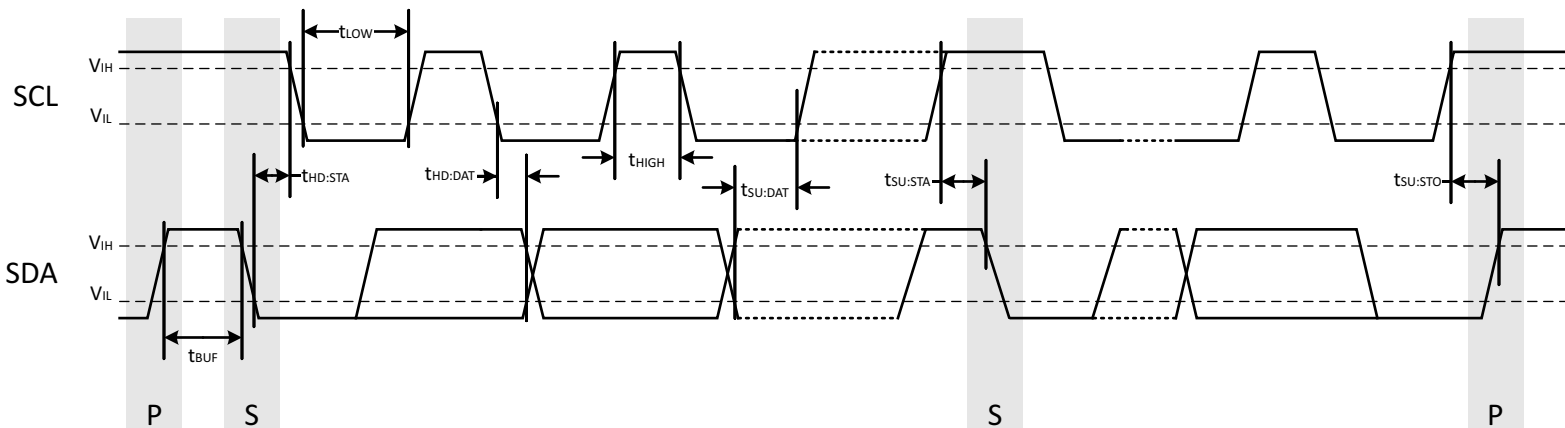 tLOW
VIH
SCL
VIL
tHD:STA
tHD:DAT
tHIGH
tSU:DAT
tSU:STA
tSU:STO
VIH
SDA
VIL
tBUF
P
S
S
P